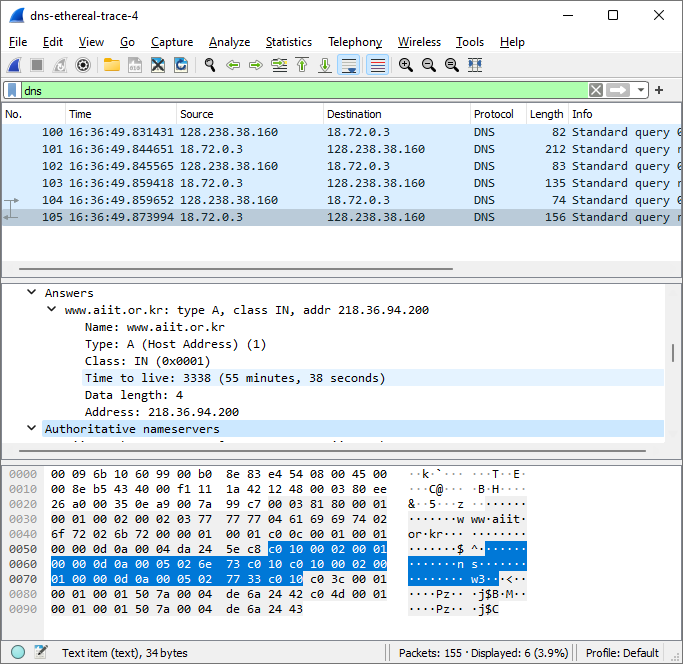 dns-ethereal-trace-4
File Edit View Go Capture Analyze Statistics Telephony Wireless Tools Help
dns
No. Time Source Destination Protocol Length Info
100 16:36:49.831431 128.238.38.160 18.72.0.3 DNS 82 Standard query 0
101 16:36:49.844651 18.72.0.3 128.238.38.160 DNS 212 Standard query r
102 16:36:49.845565 128.238.38.160 18.72.0.3 DNS 83 Standard query 0
103 16:36:49.859418 18.72.0.3 128.238.38.160 DNS 135 Standard query r
104 16:36:49.859652 128.238.38.160 18.72.0.3 DNS 74 Standard query 0
105 16:36:49.873994 18.72.0.3 128.238.38.160 DNS 156 Standard query r
Answers
www.aiit.or.kr: type A, class IN, addr 218.36.94.200
Name: www.aiit.or.kr
Type: A (Host Address) (1)
Class: IN (0x0001)
Time to live: 3338 (55 minutes, 38 seconds)
Data length: 4
Address: 218.36.94.200
Authoritative nameservers
0000 00 09 6b 10 60 99 00 b0 8e 83 e4 54 08 00 45 00 ··k·`··· ···T··E·
0010 00 8e b5 43 40 00 f1 11 1a 42 12 48 00 03 80 ee ···C@··· ·B·H····
0020 26 a0 00 35 0e a9 00 7a 99 c7 00 03 81 80 00 01 &··5···z ········
0030 00 01 00 02 00 02 03 77 77 77 04 61 69 69 74 02 ·······w ww·aiit·
0040 6f 72 02 6b 72 00 00 01 00 01 c0 0c 00 01 00 01 or·kr··· ········
0050 00 00 0d 0a 00 04 da 24 5e c8 c0 10 00 02 00 01 ·······$ ^·······
0060 00 00 0d 0a 00 05 02 6e 73 c0 10 c0 10 00 02 00 ·······n s·······
0070 01 00 00 0d 0a 00 05 02 77 33 c0 10 c0 3c 00 01 ········ w3···<··
0080 00 01 00 01 50 7a 00 04 de 6a 24 42 c0 4d 00 01 ····Pz·· ·j$B·M··
0090 00 01 00 01 50 7a 00 04 de 6a 24 43 ····Pz·· ·j$C
Text item (text), 34 bytes Packets: 155 · Displayed: 6 (3.9%) Profile: Default